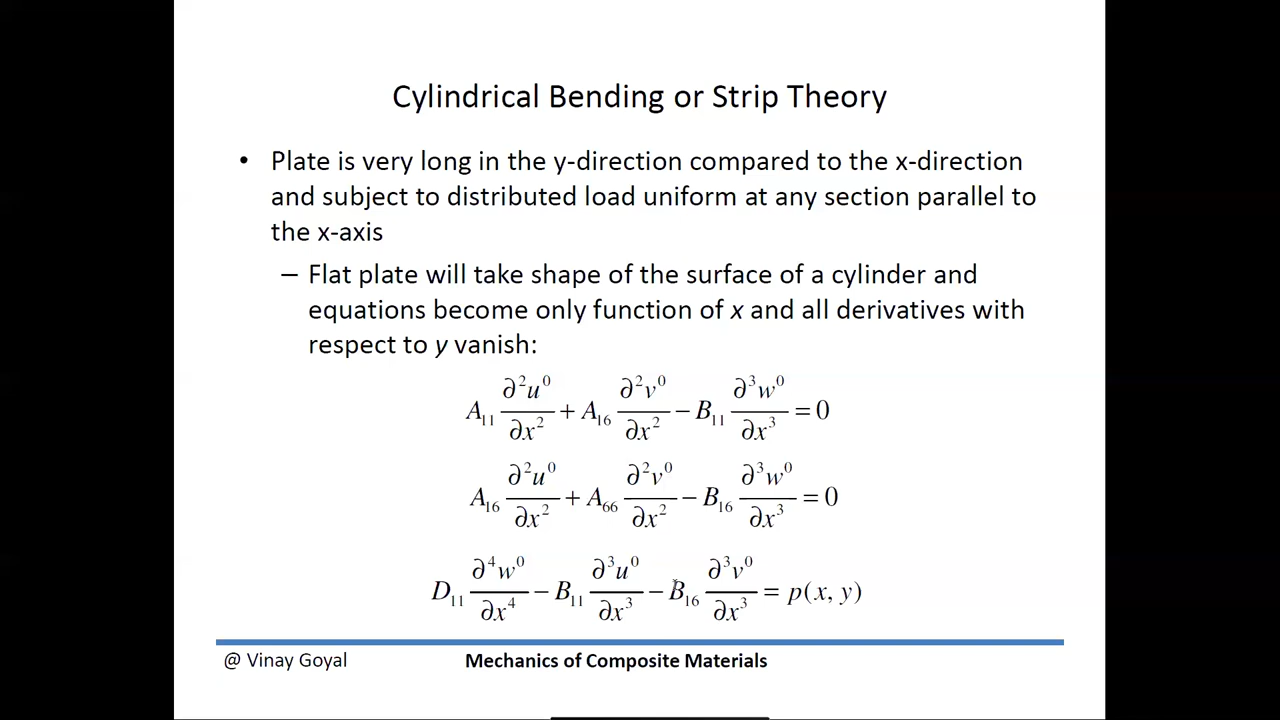 Cylindrical Bending or Strip Theory
• Plate is very long in the y-direction compared to the x-direction
and subject to distributed load uniform at any section parallel to
the x-axis
– Flat plate will take shape of the surface of a cylinder and
equations become only function of x and all derivatives with
respect to y vanish:
A₁₁ ∂²u⁰/∂x² + A₁₆ ∂²v⁰/∂x² − B₁₁ ∂³w⁰/∂x³ = 0
A₁₆ ∂²u⁰/∂x² + A₆₆ ∂²v⁰/∂x² − B₁₆ ∂³w⁰/∂x³ = 0
D₁₁ ∂⁴w⁰/∂x⁴ − B₁₁ ∂³u⁰/∂x³ − B₁₆ ∂³v⁰/∂x³ = p(x, y)
@ Vinay Goyal Mechanics of Composite Materials